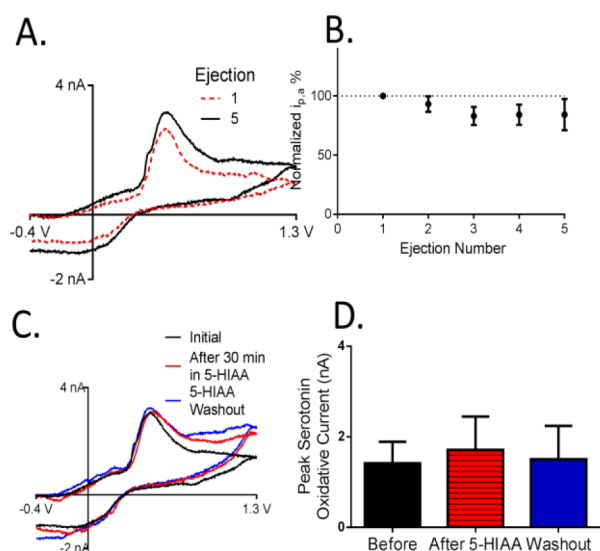 A.
Ejection
1
5
4 nA
-0.4 V
1.3 V
-2 nA
B.
Normalized i p,a %
100
50
0
0
1
2
3
4
5
Ejection Number
C.
Initial
After 30 min
in 5-HIAA
5-HIAA
Washout
4 nA
-0.4 V
1.3 V
-2 nA
D.
Peak Serotonin
Oxidative Current (nA)
4
2
0
Before
After 5-HIAA
Washout